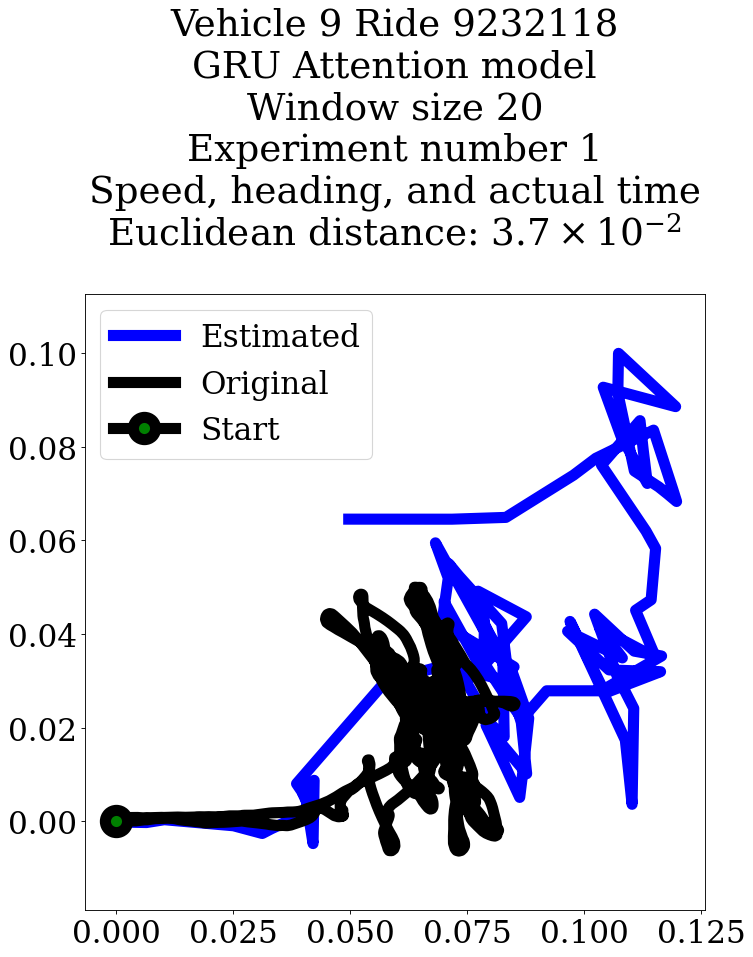 Vehicle 9 Ride 9232118
GRU Attention model
Window size 20
Experiment number 1
Speed, heading, and actual time
Euclidean distance: 3.7 × 10⁻²
Estimated
Original
Start
0.10
0.08
0.06
0.04
0.02
0.00
0.000 0.025 0.050 0.075 0.100 0.125